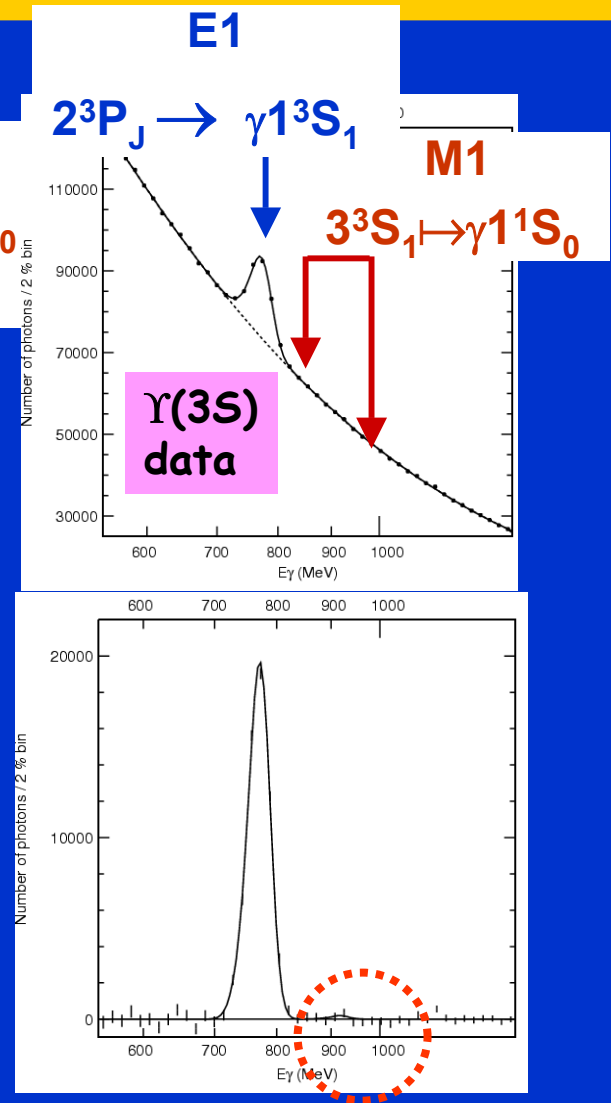 E1
2³P_J → γ1³S₁
0
M1
3³S₁↦γ1¹S₀
0
110000
90000
70000
50000
30000
Number of photons / 2 % bin
ϒ(3S)
data
600 700 800 900 1000
Eγ (MeV)
600 700 800 900 1000
20000
10000
0
Number of photons / 2 % bin
600 700 800 900 1000
Eγ (MeV)